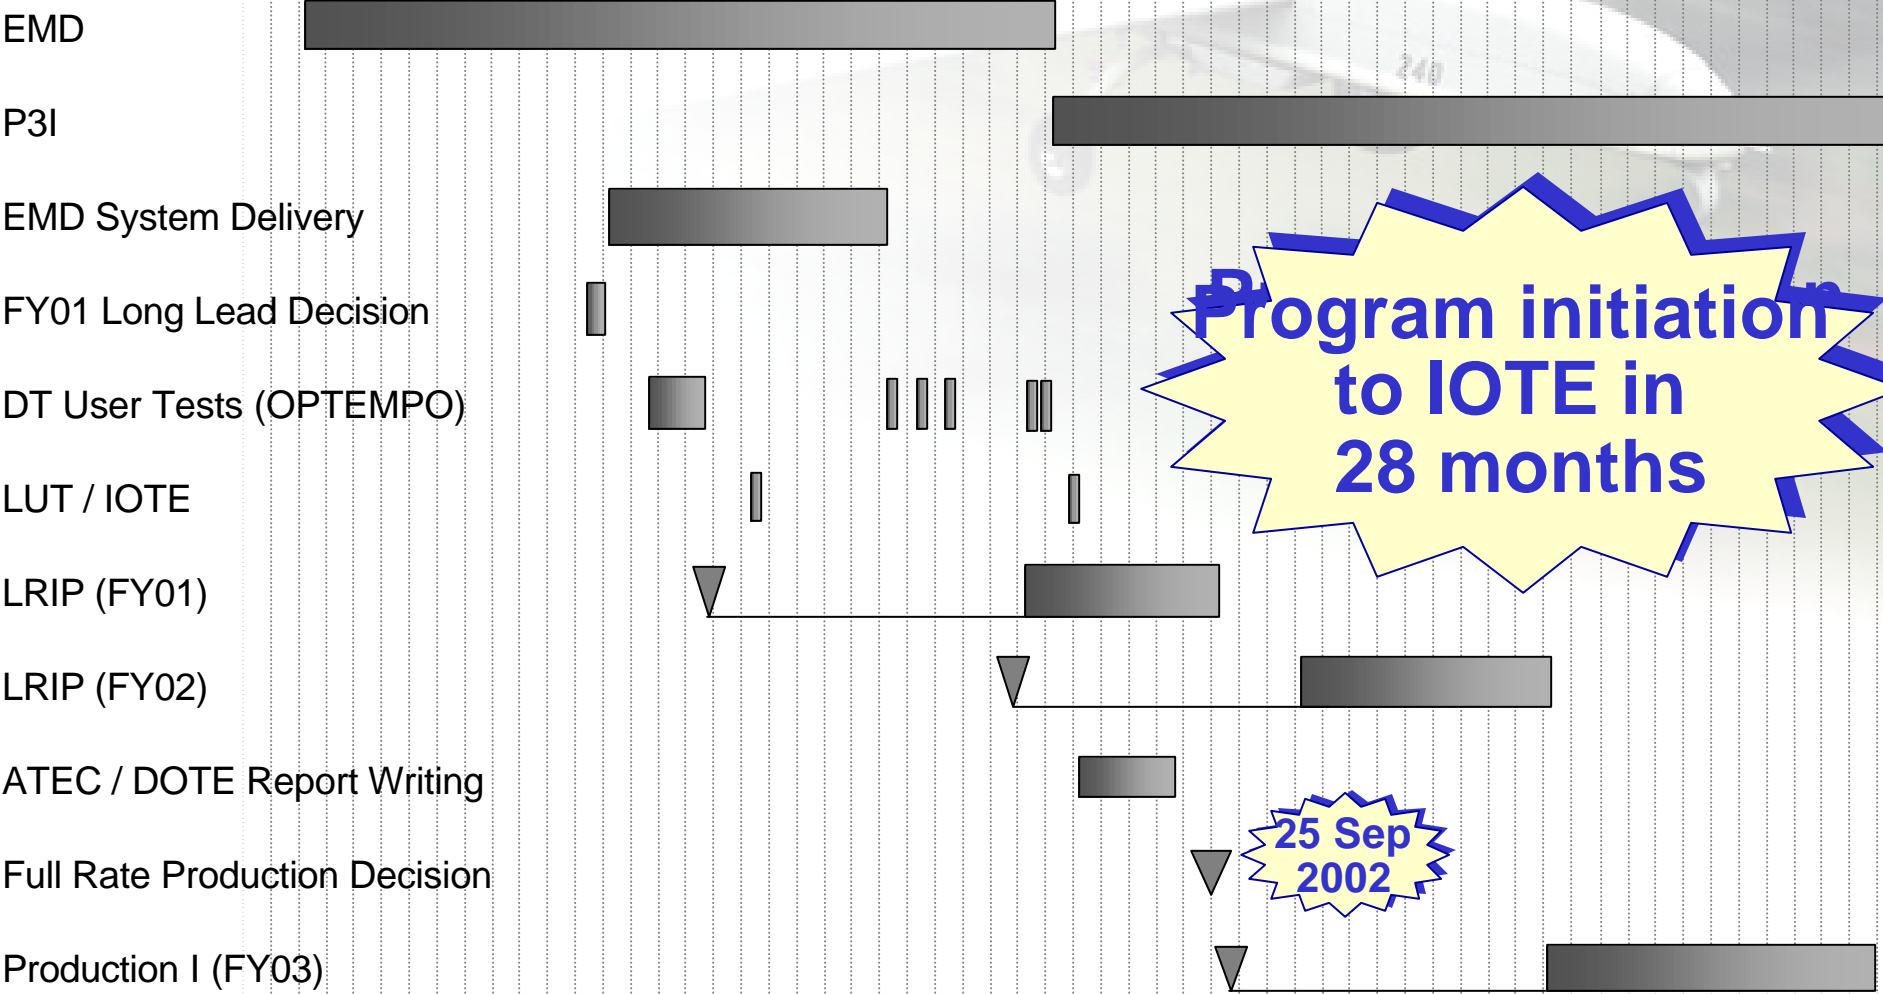 EMD
240
P3I
EMD System Delivery
FY01 Long Lead Decision
Program initiation
to IOTE in
28 months
DT User Tests (OPTEMPO)
LUT / IOTE
LRIP (FY01)
LRIP (FY02)
ATEC / DOTE Report Writing
25 Sep
2002
Full Rate Production Decision
Production I (FY03)